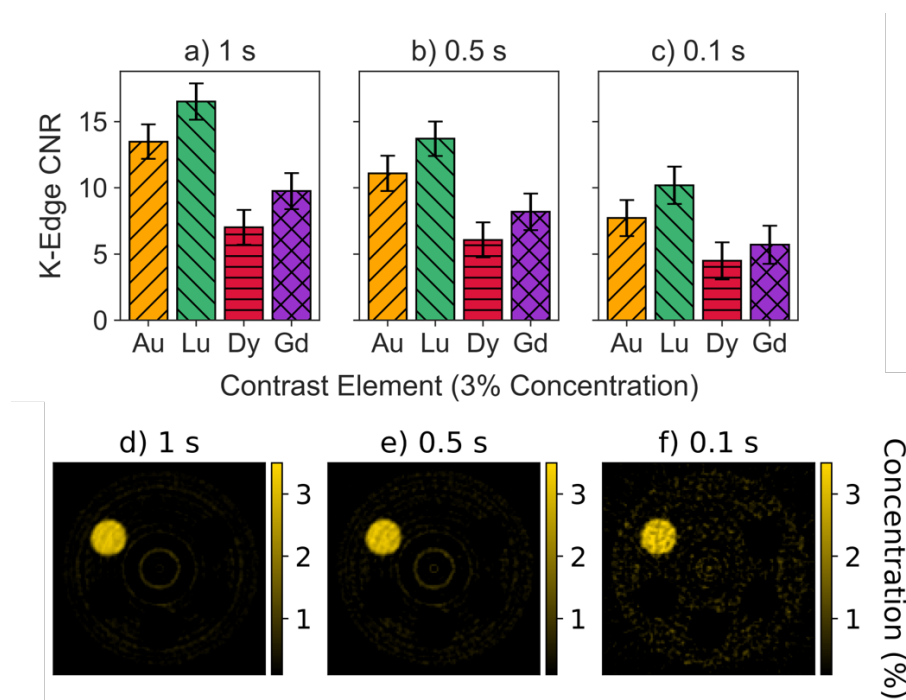 a) 1 s
b) 0.5 s
c) 0.1 s
K-Edge CNR
15
10
5
0
Au Lu Dy Gd
Au Lu Dy Gd
Au Lu Dy Gd
Contrast Element (3% Concentration)
d) 1 s
e) 0.5 s
f) 0.1 s
3
2
1
3
2
1
3
2
1
Concentration (%)